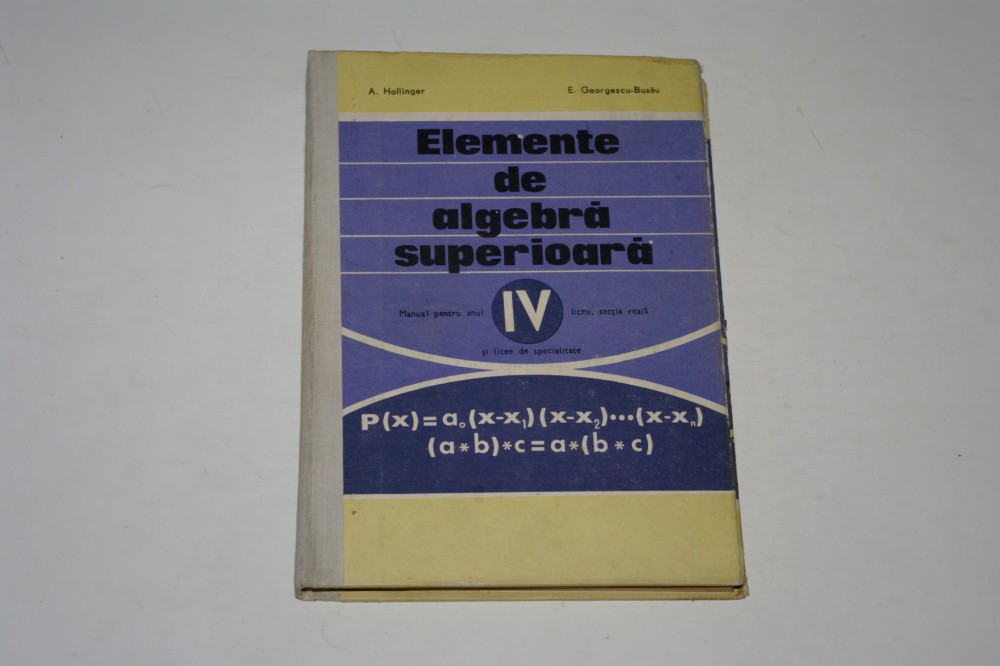 A. Hollinger E. Georgescu-Buzău
Elemente
de
algebră
superioară
Manual pentru anul IV liceu, secția reală
și licee de specialitate
P(x)=a₀(x-x₁)(x-x₂)•••(x-xₙ)
(a*b)*c=a*(b*c)